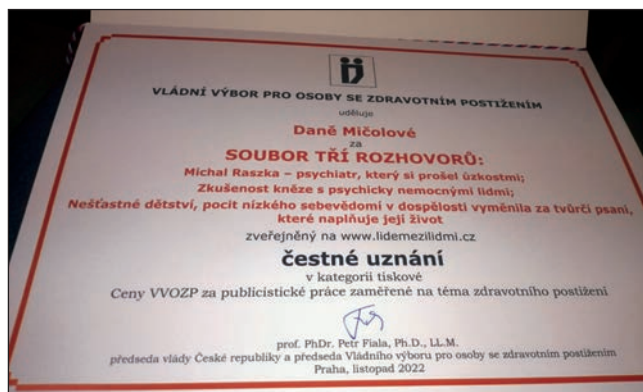 VLÁDNÍ VÝBOR PRO OSOBY SE ZDRAVOTNÍM POSTIŽENÍM
uděluje
Daně Mičolové
za
SOUBOR TŘÍ ROZHOVORŮ:
Michal Raszka – psychiatr, který si prošel úzkostmi;
Zkušenost kněze s psychicky nemocnými lidmi;
Nešťastné dětství, pocit nízkého sebevědomí v dospělosti vyměnila za tvůrčí psaní,
které naplňuje její život
zveřejněný na www.lidemezilidmi.cz
čestné uznání
v kategorii tiskové
Ceny VVOZP za publicistické práce zaměřené na téma zdravotního postižení
prof. PhDr. Petr Fiala, Ph.D., LL.M.
předseda vlády České republiky a předseda Vládního výboru pro osoby se zdravotním postižením
Praha, listopad 2022